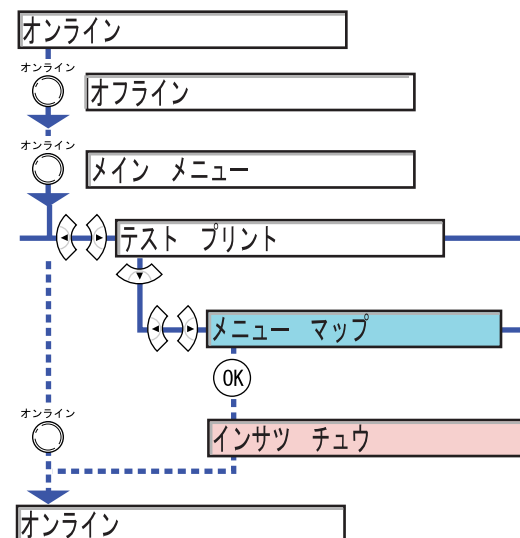 オンライン
オンライン
オフライン
オンライン
メイン メニュー
テスト プリント
メニュー マップ
OK
インサツ チュウ
オンライン
オンライン